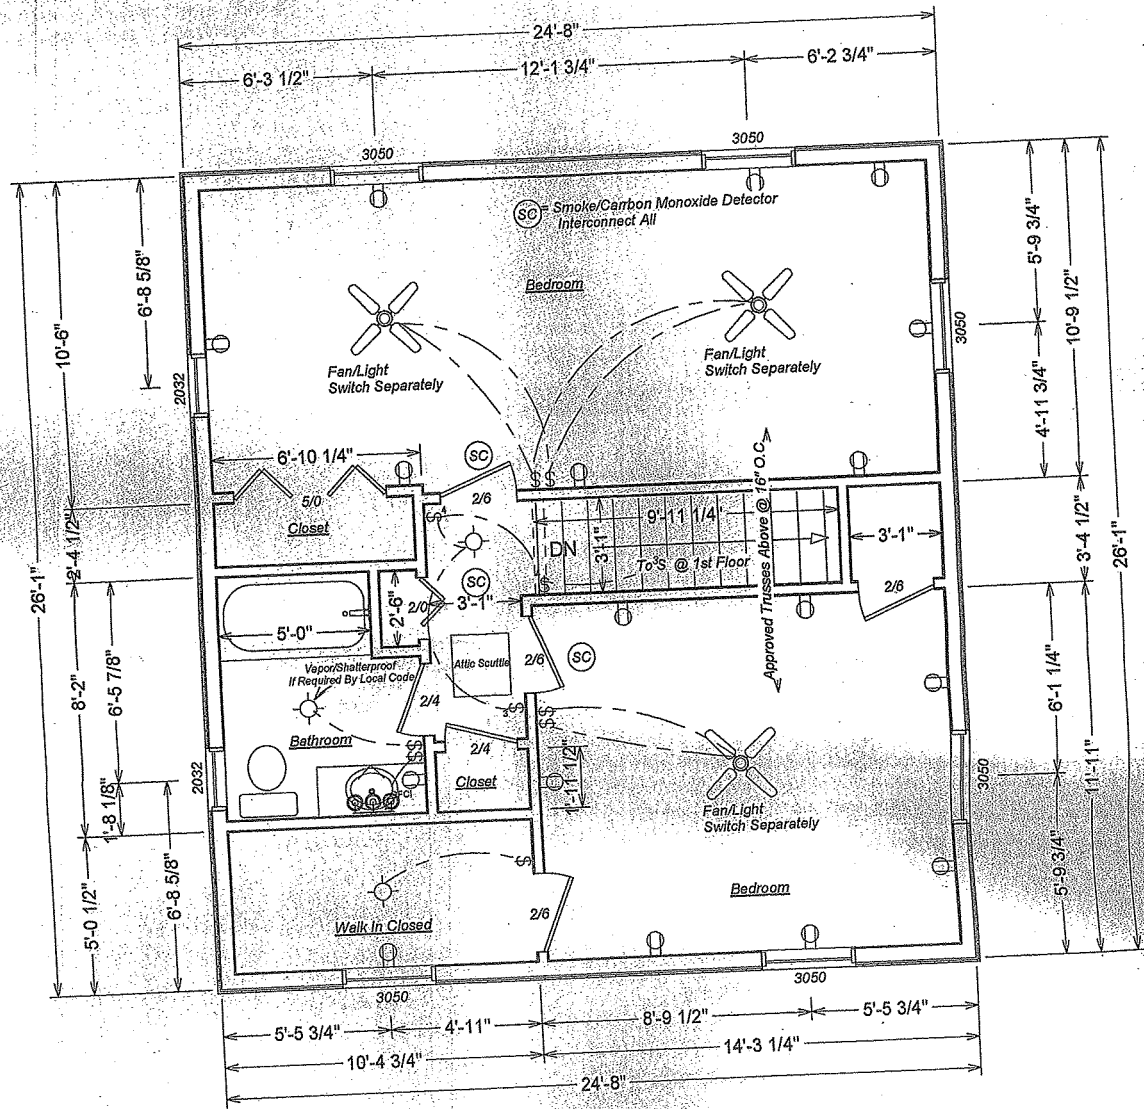 24'-8"
6'-3 1/2"
12'-1 3/4"
6'-2 3/4"
3050
3050
SC = Smoke/Carrbon Monoxide Detector
Interconnect All
Bedroom
Fan/Light
Switch Separately
Fan/Light
Switch Separately
26'-1"
10'-6"
6'-8 5/8"
2032
5'-9 3/4"
10'-9 1/2"
26'-1"
3050
4'-11 3/4"
6'-10 1/4"
SC
$ $
5/0
Closet
2/6
$4
9'-11 1/4'
3'-1"
DN
To $ @ 1st Floor
$
Approved Trusses Above @ 16" O.C.
3'-1"
3'-4 1/2"
2/6
2'-4 1/2"
SC
2'-6"
2/0
3'-1"
5'-0"
Vapor/Shatterproof
If Required By Local Code
Attic Scuttle
2/6
SC
8'-2"
6'-5 7/8"
2/4
6'-1 1/4"
11'-11"
Bathroom
$$
3$
$$
2/4
Closet
1'-11 1/2"
2032
1'-8 1/8"
3050
Fan/Light
Switch Separately
5'-0 1/2"
6'-8 5/8"
5'-9 3/4"
$
Bedroom
Walk In Closed
2/6
3050
3050
5'-5 3/4"
4'-11"
8'-9 1/2"
5'-5 3/4"
10'-4 3/4"
14'-3 1/4"
24'-8"